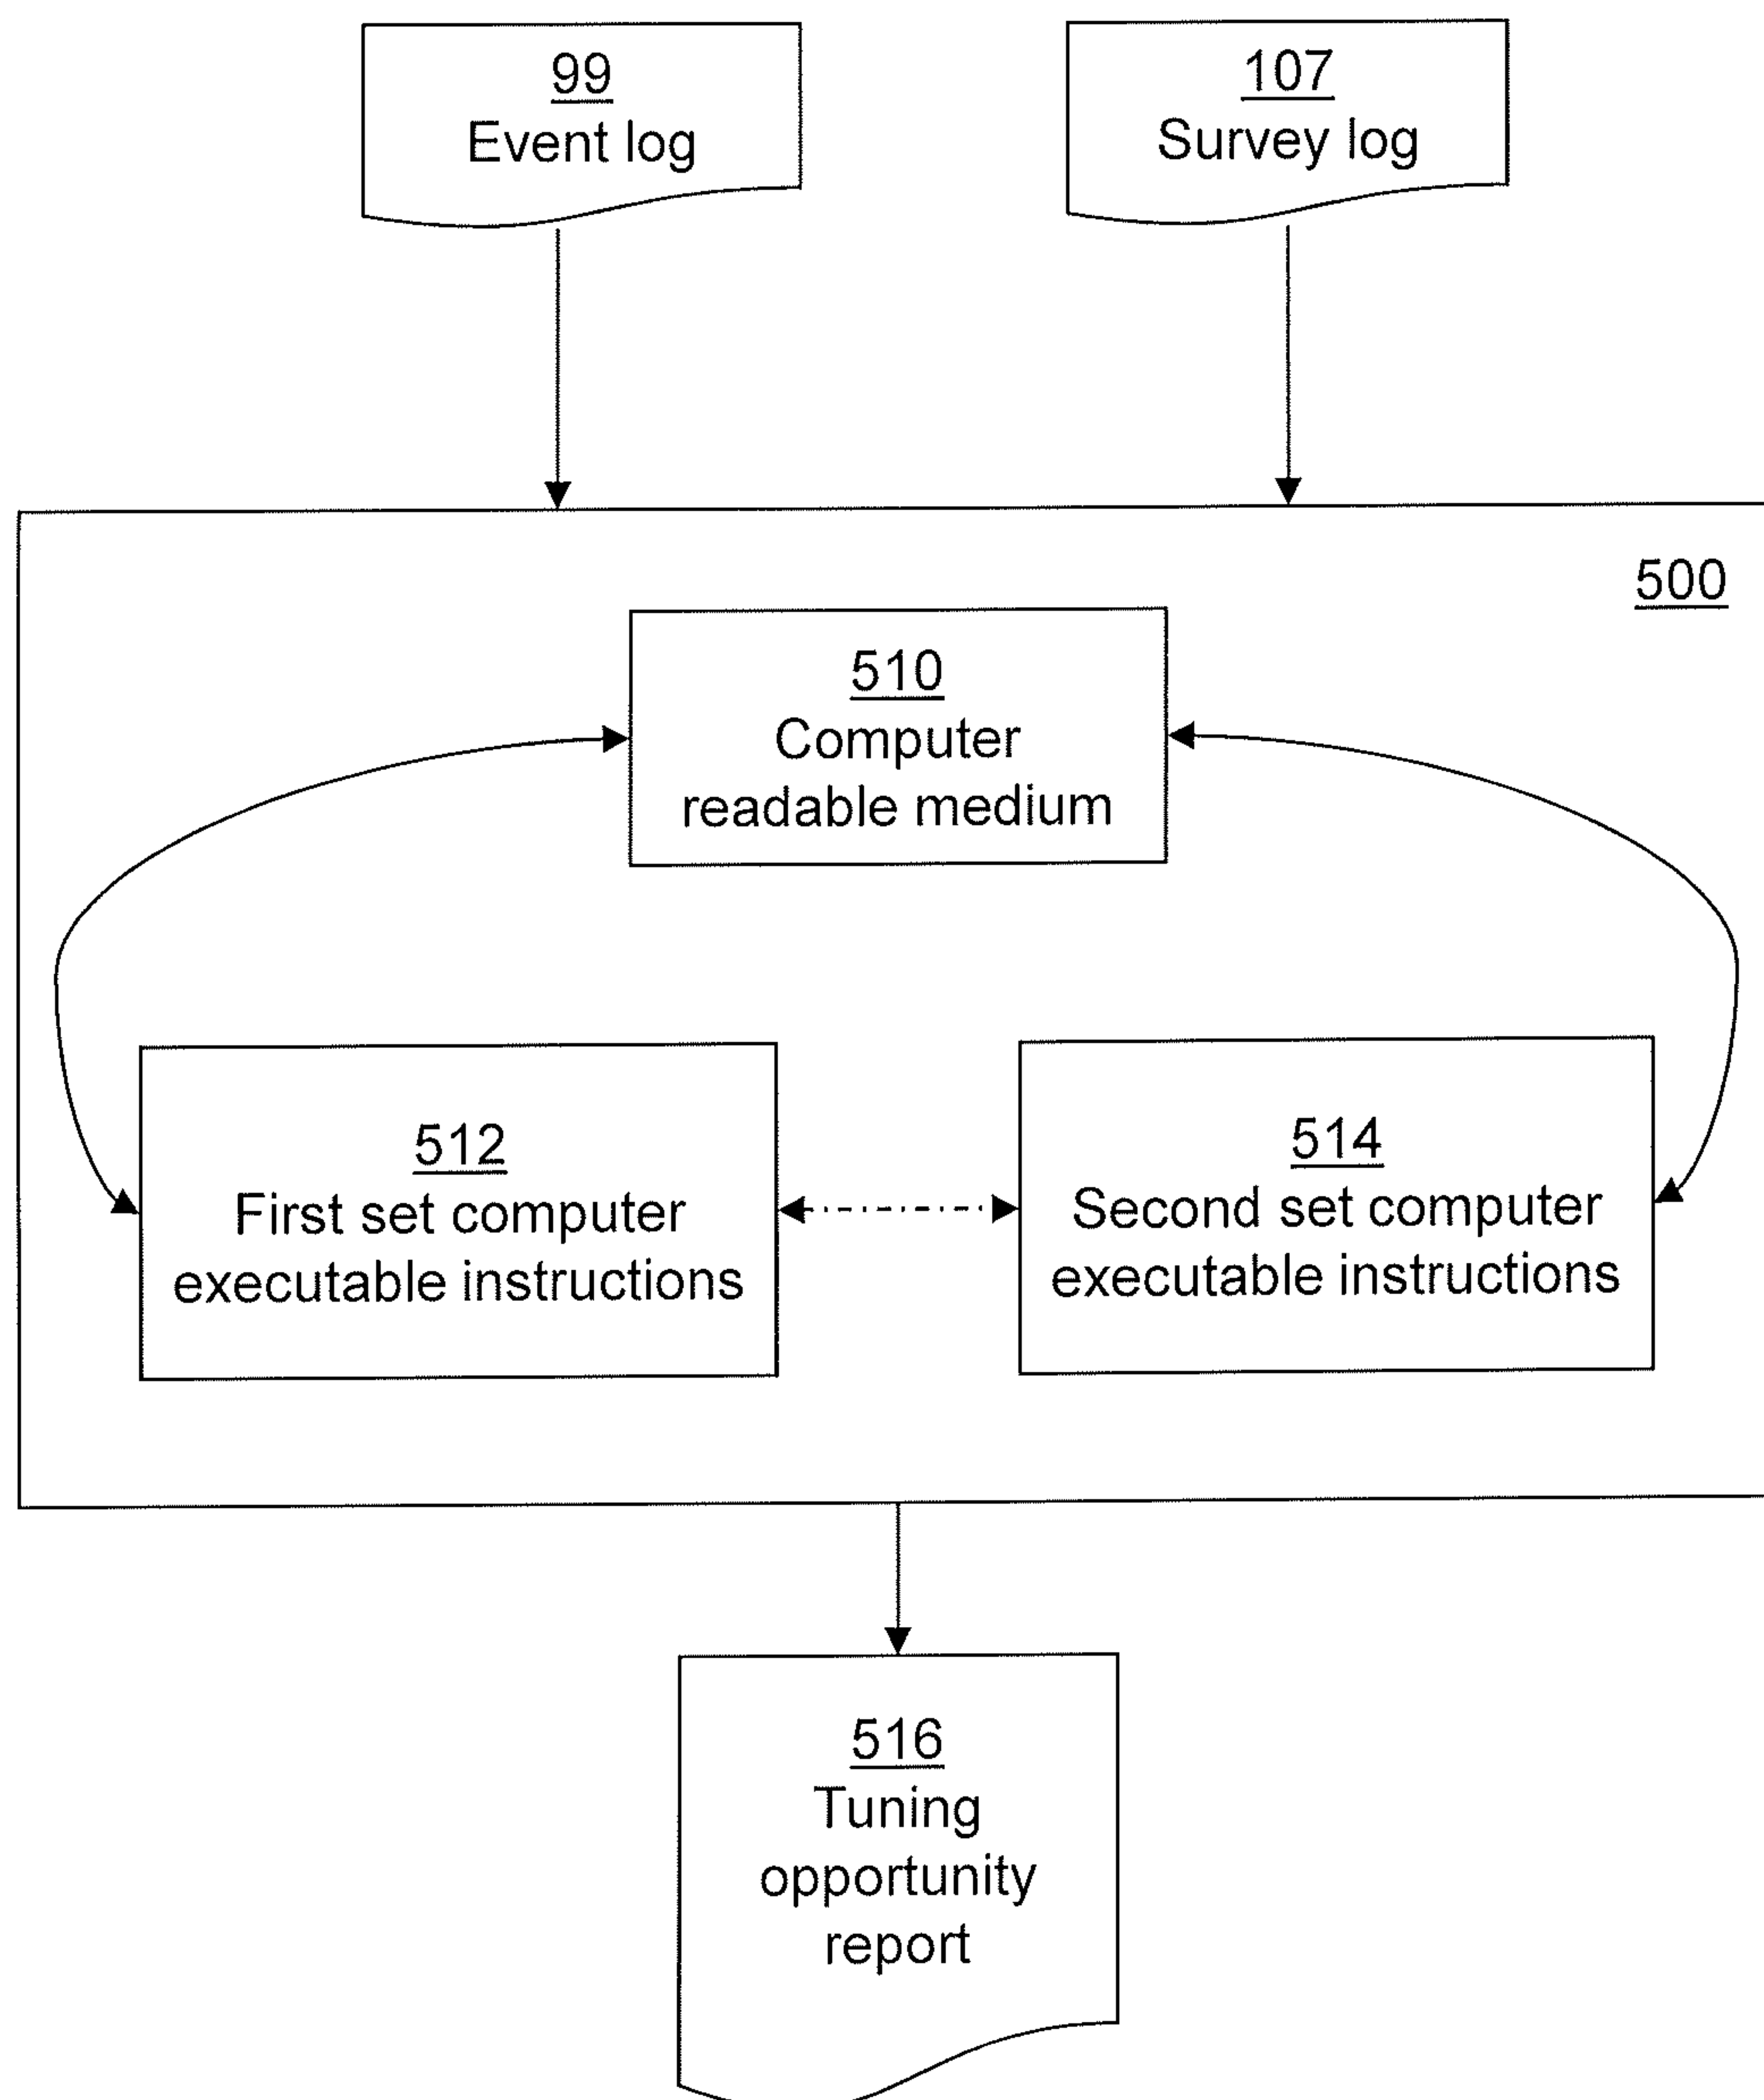 99
Event log
107
Survey log
500
510
Computer
readable medium
512
First set computer
executable instructions
514
Second set computer
executable instructions
516
Tuning
opportunity
report